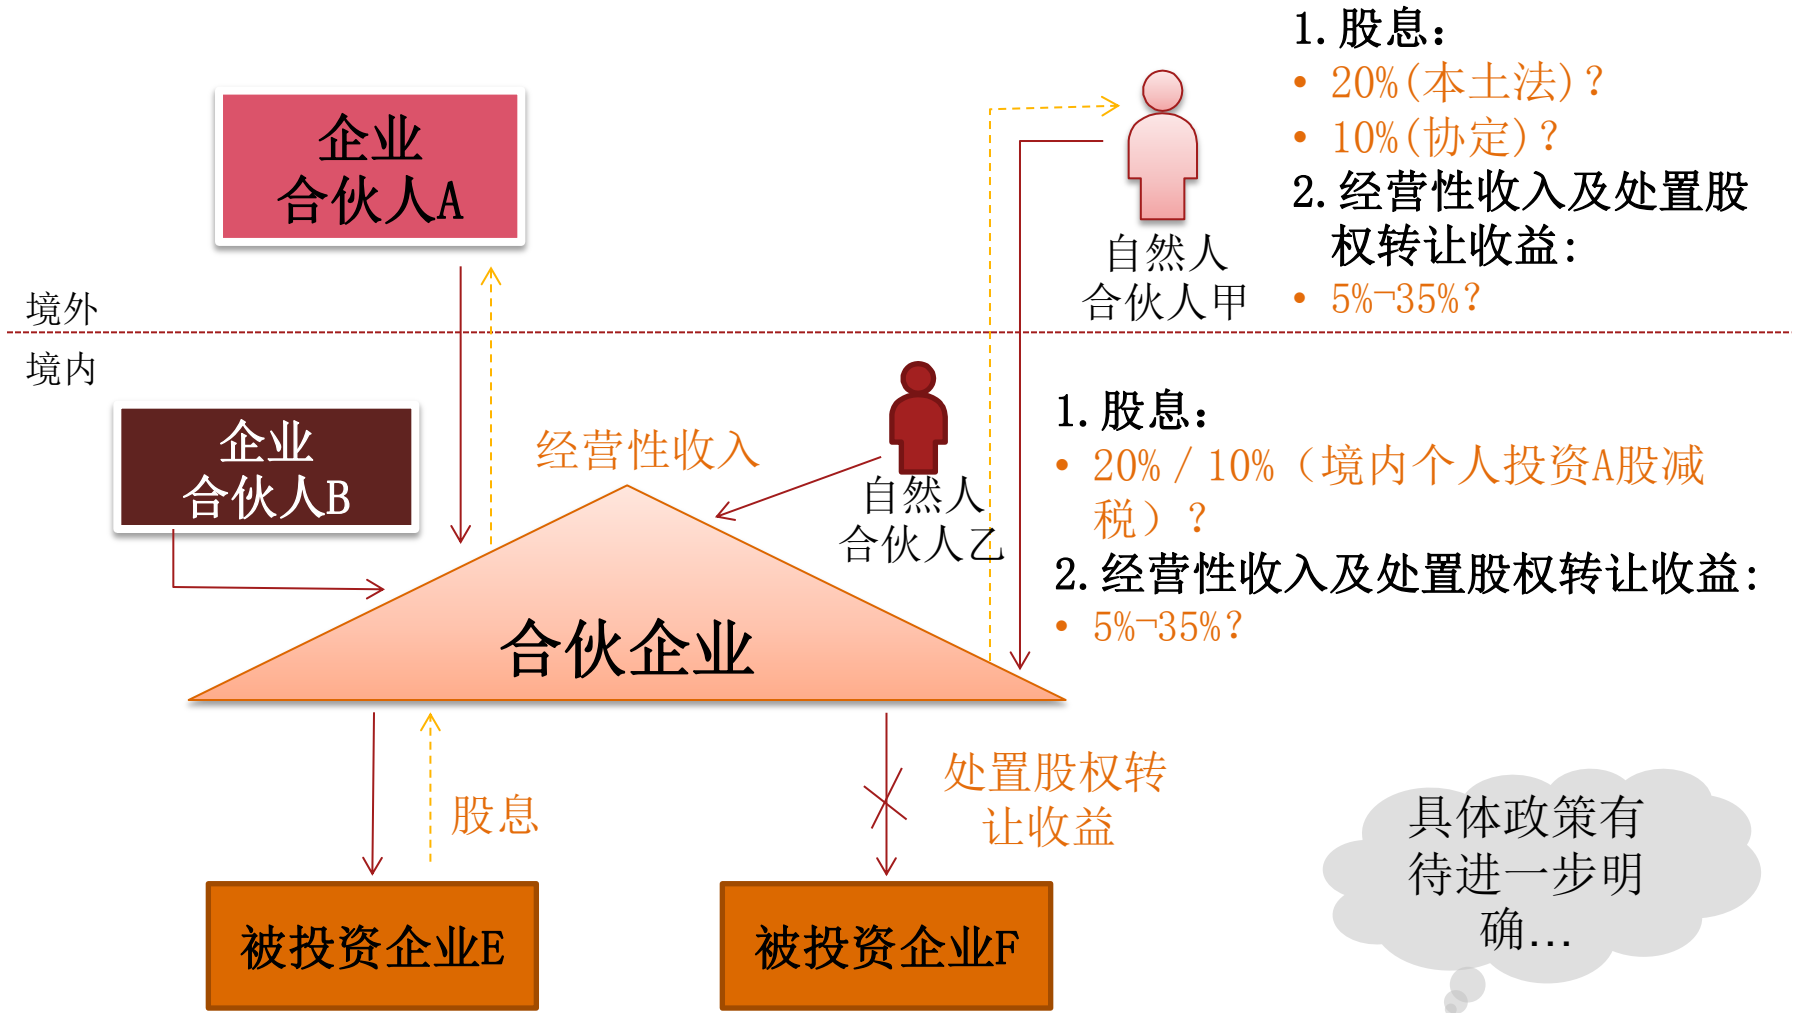 1.股息：
• 20%(本土法)?
• 10%(协定)?
2.经营性收入及处置股
权转让收益:
• 5%¬35%?
企业
合伙人A
自然人
合伙人甲
境外
境内
企业
合伙人B
经营性收入
自然人
合伙人乙
1.股息：
• 20%／10%（境内个人投资A股减
税）？
2.经营性收入及处置股权转让收益:
• 5%¬35%?
合伙企业
股息
处置股权转
让收益
被投资企业E
被投资企业F
具体政策有
待进一步明
确...